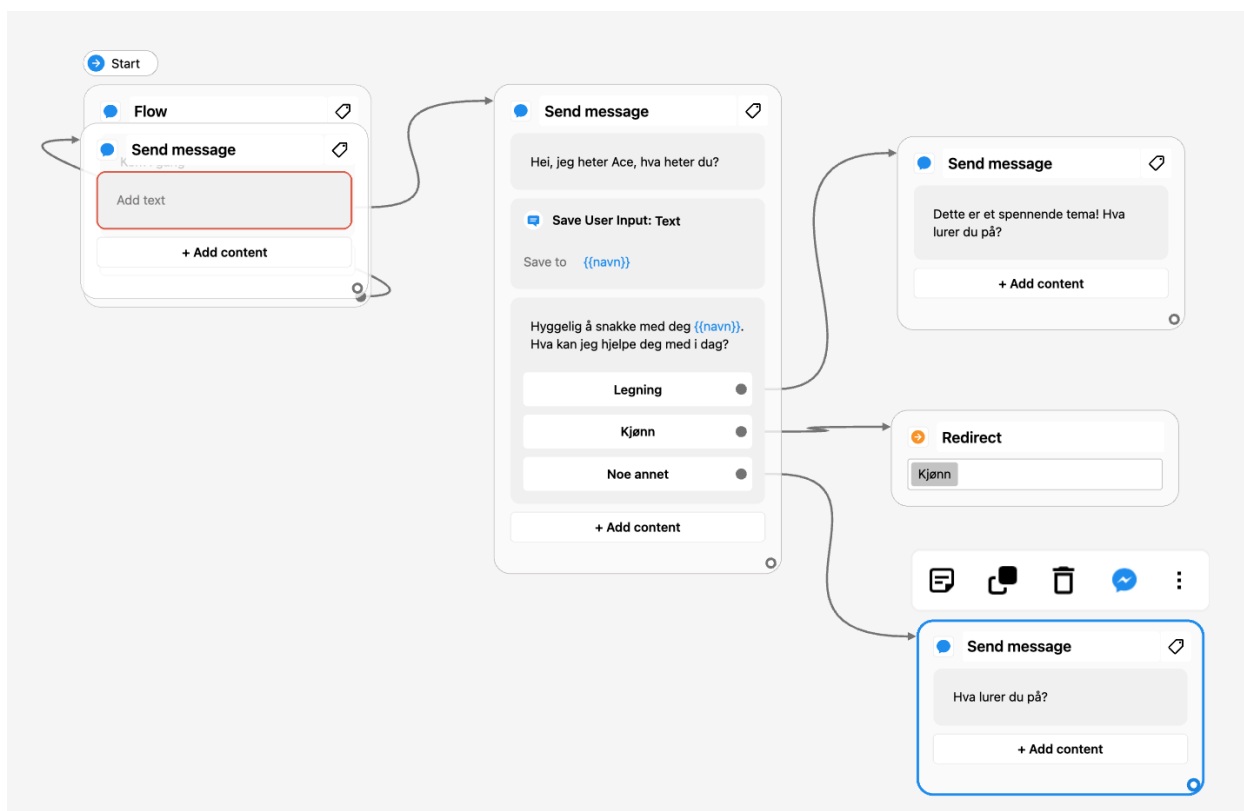 Start
Flow
Send message
Add text
+ Add content
Send message
Hei, jeg heter Ace, hva heter du?
Save User Input: Text
Save to {{navn}}
Hyggelig å snakke med deg {{navn}}.
Hva kan jeg hjelpe deg med i dag?
Legning
Kjønn
Noe annet
+ Add content
Send message
Dette er et spennende tema! Hva
lurer du på?
+ Add content
Redirect
Kjønn
Send message
Hva lurer du på?
+ Add content